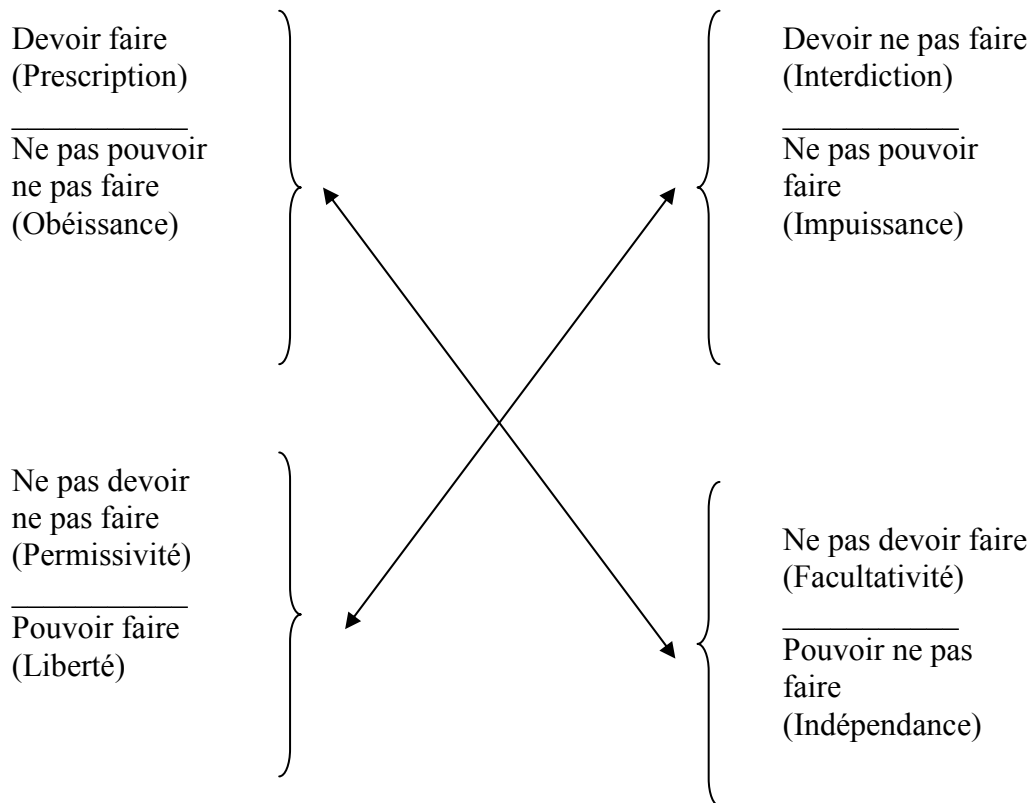 Devoir faire
(Prescription)
Ne pas pouvoir
ne pas faire
(Obéissance)
Devoir ne pas faire
(Interdiction)
Ne pas pouvoir
faire
(Impuissance)
Ne pas devoir
ne pas faire
(Permissivité)
Pouvoir faire
(Liberté)
Ne pas devoir faire
(Facultativité)
Pouvoir ne pas
faire
(Indépendance)